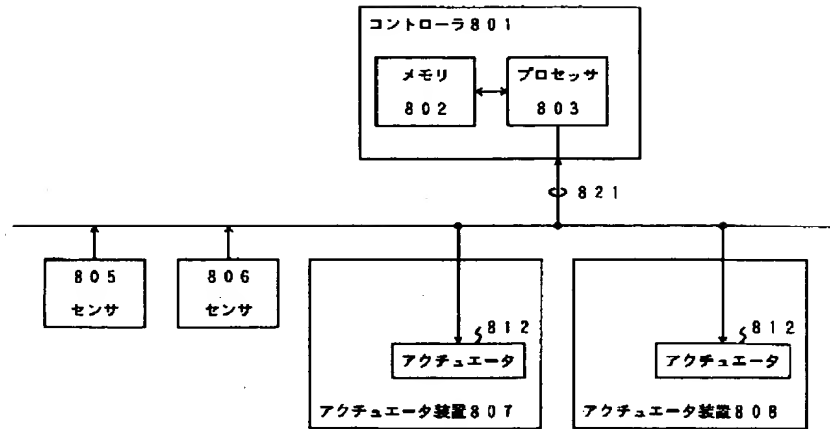 コントローラ801
メモリ
802
プロセッサ
803
821
805
センサ
806
センサ
812
アクチュエータ
アクチュエータ装置807
812
アクチュエータ
アクチュエータ装置808